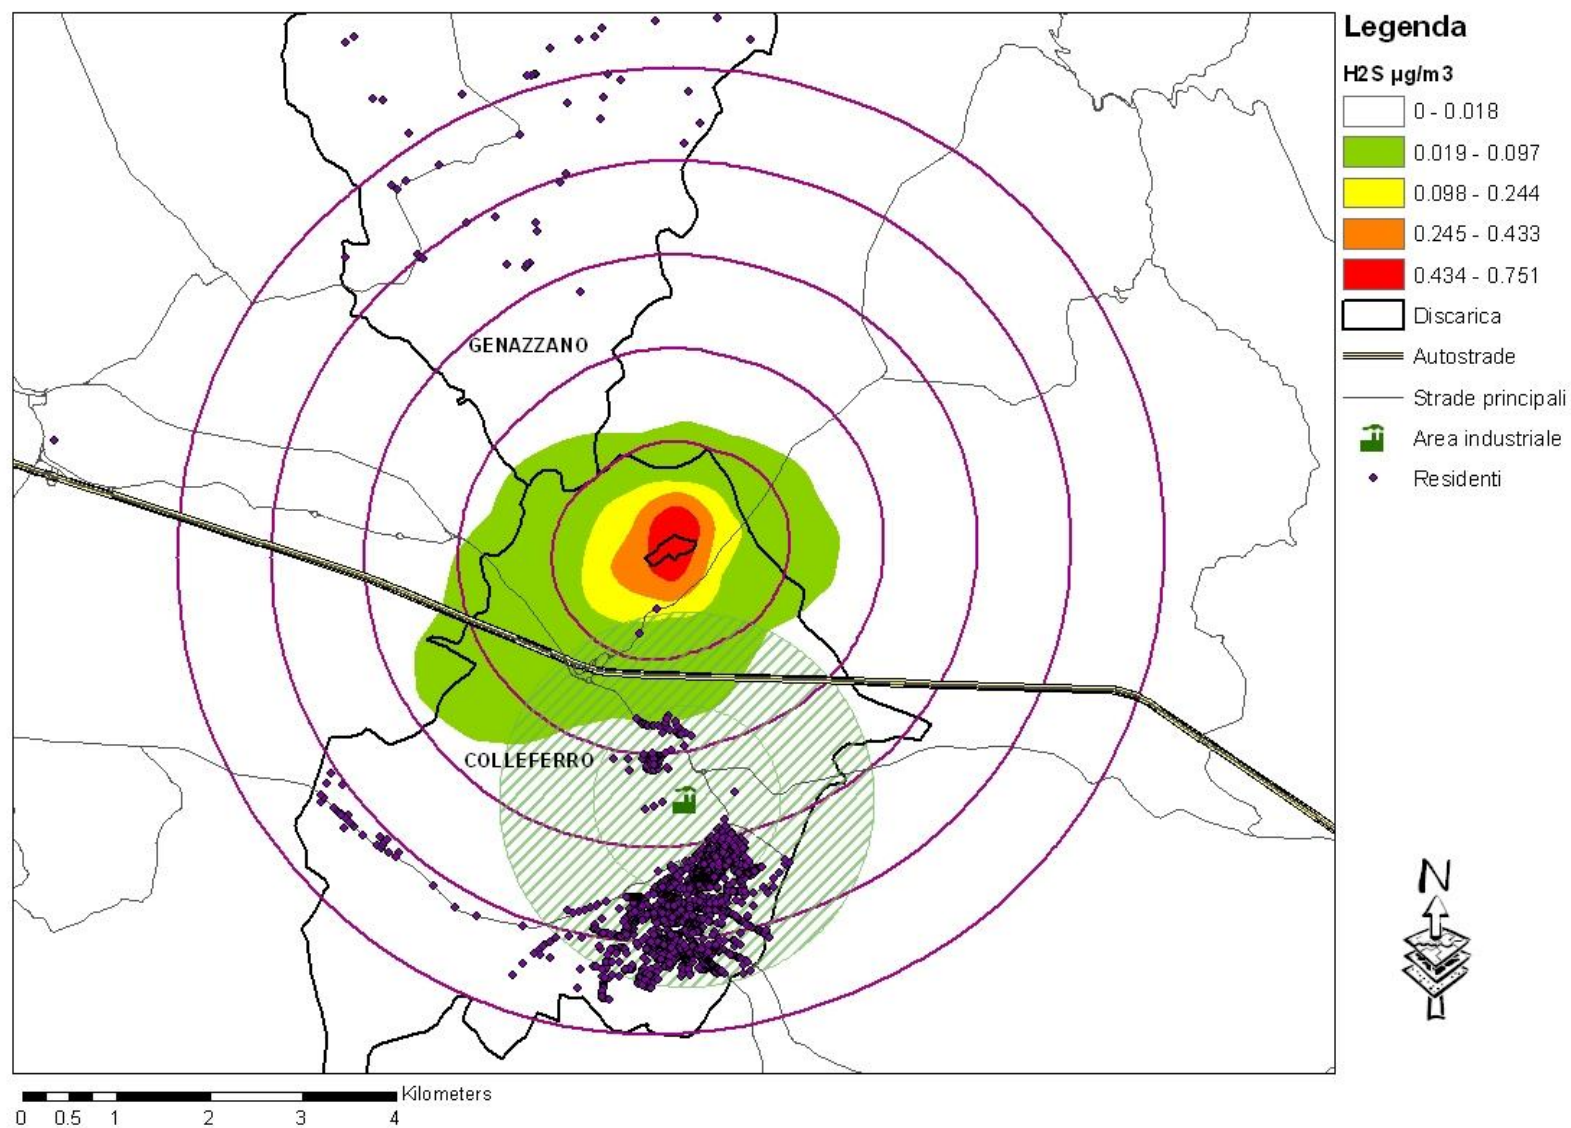 Legenda
H2S µg/m3
0 - 0.018
0.019 - 0.097
0.098 - 0.244
0.245 - 0.433
0.434 - 0.751
Discarica
Autostrade
Strade principali
Area industriale
Residenti
GENAZZANO
COLLEFERRO
N
Kilometers
0 0.5 1 2 3 4